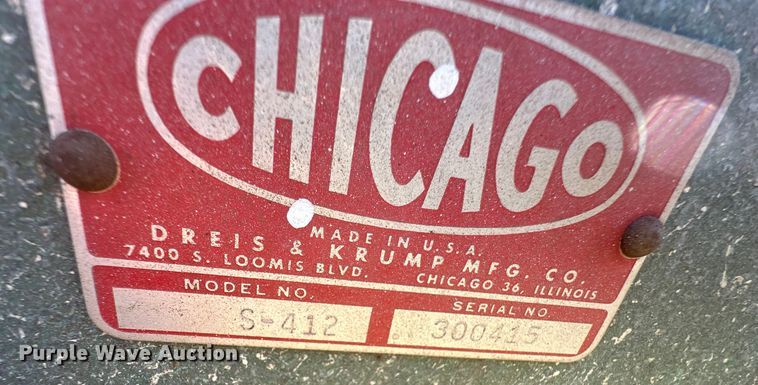 CHICAGO
MADE IN U.S.A.
DREIS & KRUMP MFG. CO.
7400 S. LOOMIS BLVD. CHICAGO 36, ILLINOIS
MODEL NO. SERIAL NO.
S-412 300415
Purple Wave Auction